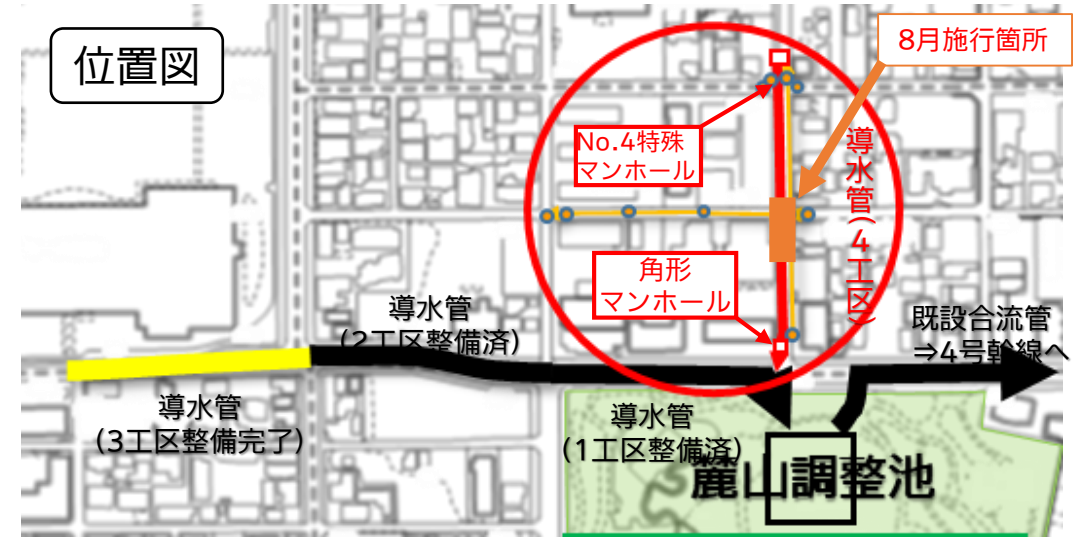 位置図
8月施行箇所
No.4特殊
マンホール
導水管(4工区)
角形
マンホール
導水管
(2工区整備済)
既設合流管
⇒4号幹線へ
導水管
(3工区整備完了)
導水管
(1工区整備済)
麓山調整池